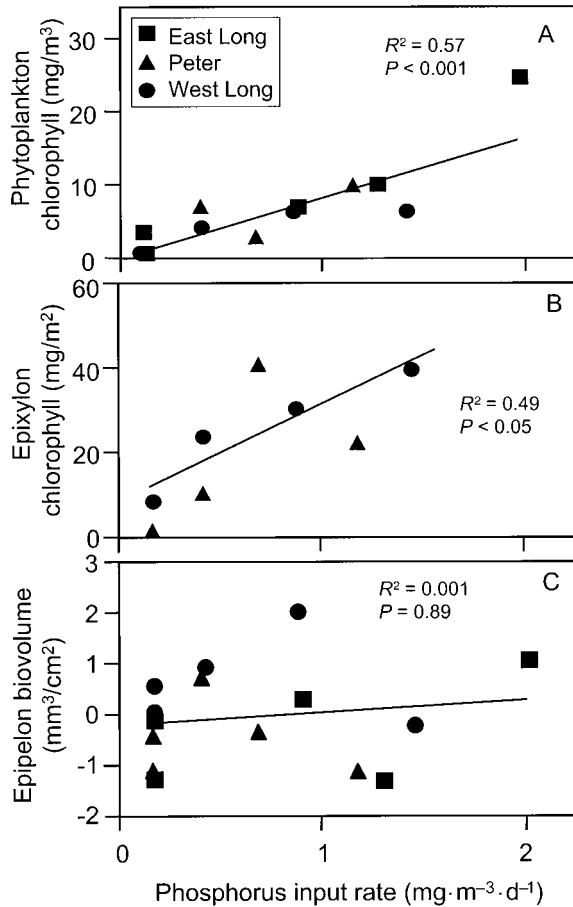 East Long
Peter
West Long
A
R² = 0.57
P < 0.001
30
20
10
0
Phytoplankton
chlorophyll (mg/m³)
B
R² = 0.49
P < 0.05
60
40
20
0
Epixylon
chlorophyll (mg/m²)
C
R² = 0.001
P = 0.89
3
2
1
0
-1
-2
Epipelon biovolume
(mm³/cm²)
0 1 2
Phosphorus input rate (mg·m⁻³·d⁻¹)